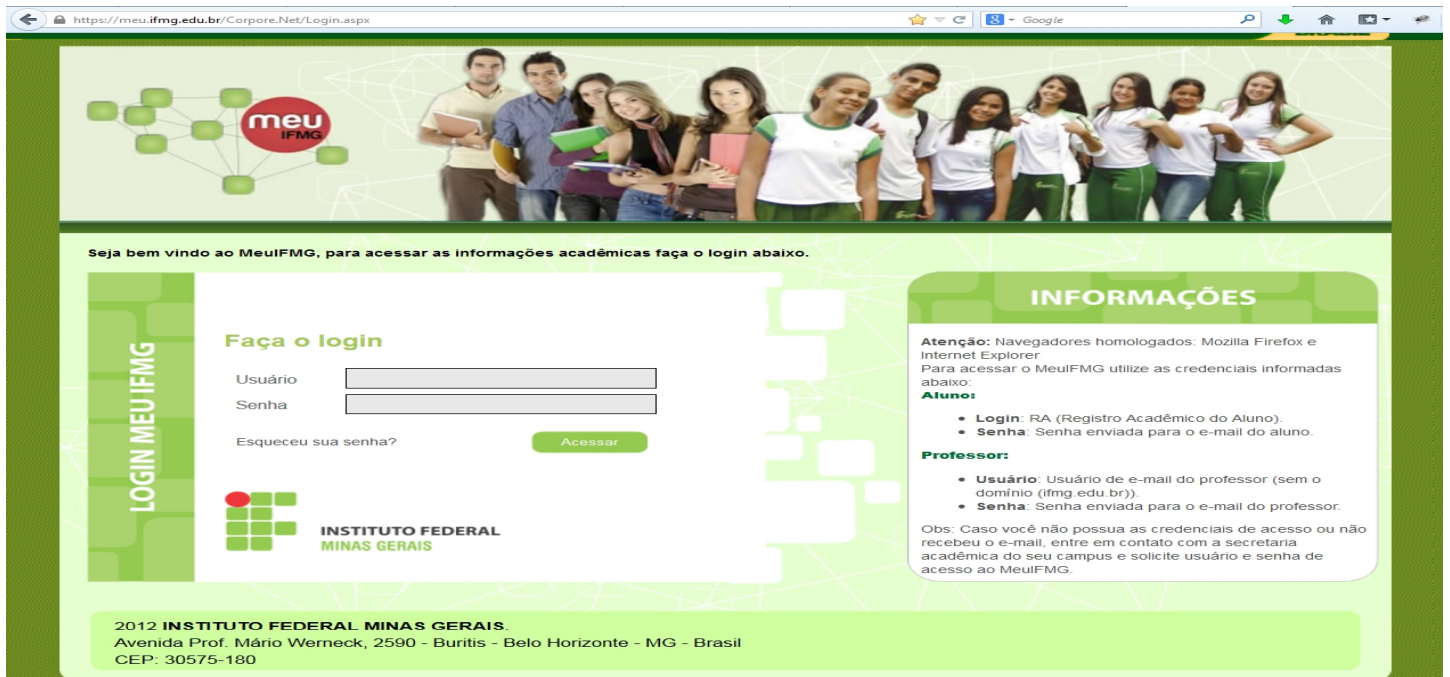 https://meu.ifmg.edu.br/Corpore.Net/Login.aspx
Google
BRASIL
meu
IFMG
Seja bem vindo ao MeuIFMG, para acessar as informações acadêmicas faça o login abaixo.
LOGIN MEU IFMG
Faça o login
Usuário
Senha
Esqueceu sua senha?
Acessar
INSTITUTO FEDERAL
MINAS GERAIS
INFORMAÇÕES
Atenção: Navegadores homologados: Mozilla Firefox e
Internet Explorer
Para acessar o MeuIFMG utilize as credenciais informadas
abaixo:
Aluno:
Login: RA (Registro Acadêmico do Aluno).
Senha: Senha enviada para o e-mail do aluno.
Professor:
Usuário: Usuário de e-mail do professor (sem o
domínio (ifmg.edu.br)).
Senha: Senha enviada para o e-mail do professor.
Obs: Caso você não possua as credenciais de acesso ou não
recebeu o e-mail, entre em contato com a secretaria
acadêmica do seu campus e solicite usuário e senha de
acesso ao MeuIFMG.
2012 INSTITUTO FEDERAL MINAS GERAIS.
Avenida Prof. Mário Werneck, 2590 - Buritis - Belo Horizonte - MG - Brasil
CEP: 30575-180